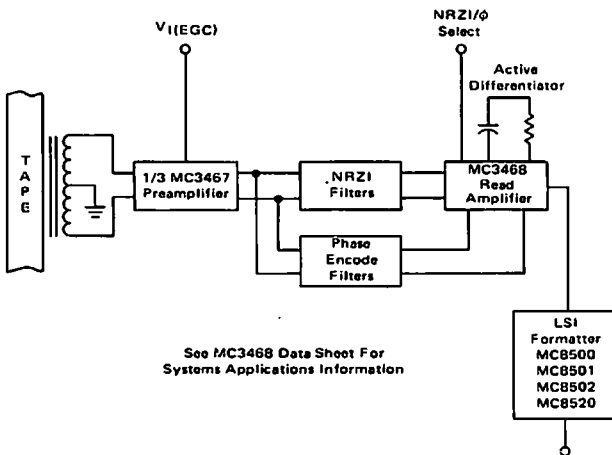 VI(EGC)
NRZI/ϕ
Select
Active
Differentiator
TAPE
1/3 MC3467
Preamplifier
NRZI
Filters
MC3468
Read
Amplifier
Phase
Encode
Filters
LSI
Formatter
MC8500
MC8501
MC8502
MC8520
See MC3468 Data Sheet For
Systems Applications Information